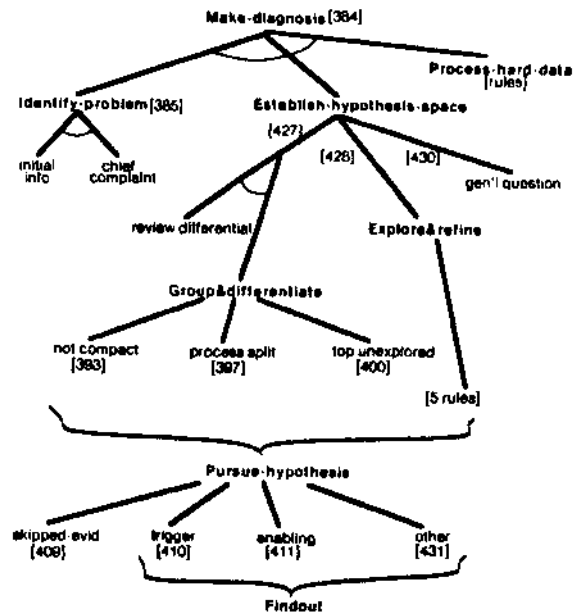 Make-diagnosis [384]
Process-hard-data
[rules]
Identify-problem [385]
Establish-hypothesis-space
{427}
[428]
[430]
initial
info
chief
complaint
gen'l question
review differential
Explore&refine
Group&differentiate
not compact
[393]
process split
[397]
top unexplored
[400]
[5 rules]
Pursue-hypothesis
skipped-evid
[409]
trigger
[410]
enabling
[411]
other
[431]
Findout